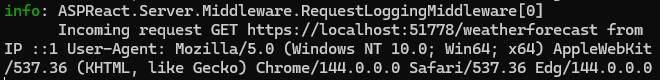 info: ASPReact.Server.Middleware.RequestLoggingMiddleware[0]
Incoming request GET https://localhost:51778/weatherforecast from
IP ::1 User-Agent: Mozilla/5.0 (Windows NT 10.0; Win64; x64) AppleWebKit
/537.36 (KHTML, like Gecko) Chrome/144.0.0.0 Safari/537.36 Edg/144.0.0.0